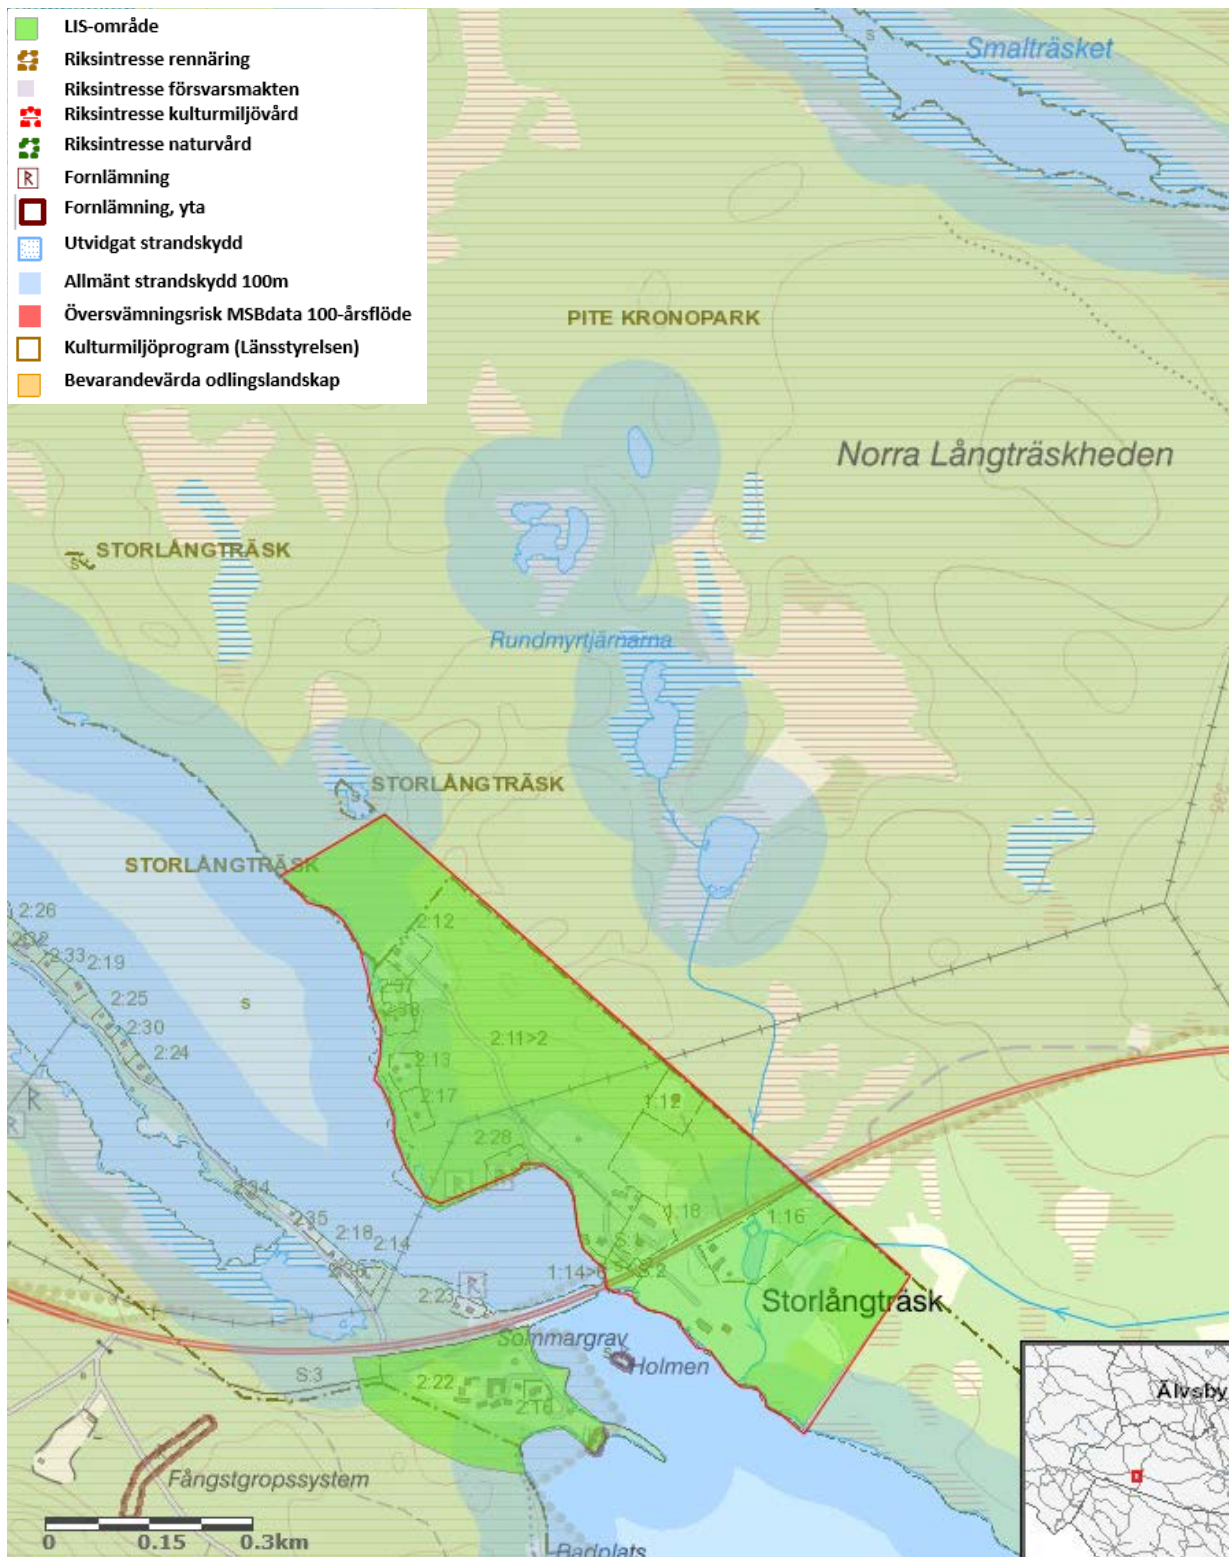 LIS-område
Riksintresse rennäring
Riksintresse försvarsmakten
Riksintresse kulturmiljövård
Riksintresse naturvård
R Fornlämning
Fornlämning, yta
Utvidgat strandskydd
Allmänt strandskydd 100m
Översvämningsrisk MSBdata 100-årsflöde
Kulturmiljöprogram (Länsstyrelsen)
Bevarandevärda odlingslandskap
s
Smalträsket
PITE KRONOPARK
Norra Långträskheden
STORLÅNGTRÄSK
s
Rundmyrtjärnarna
STORLÅNGTRÄSK
s
STORLÅNGTRÄSK
2:26
2:33
2:19
2:25
2:30
2:24
s
2:12
2:11>2
2:13
2:17
1:12
2:28
R
R
R
2:34
2:35
2:18
2:14
1:18
1:16
1:14>6
S:2
R
2:23
Storlångträsk
Sommargrav
s
Holmen
S:3
2:22
2:16
Fångstgropssystem
Badplats
0 0.15 0.3km
Älvsby